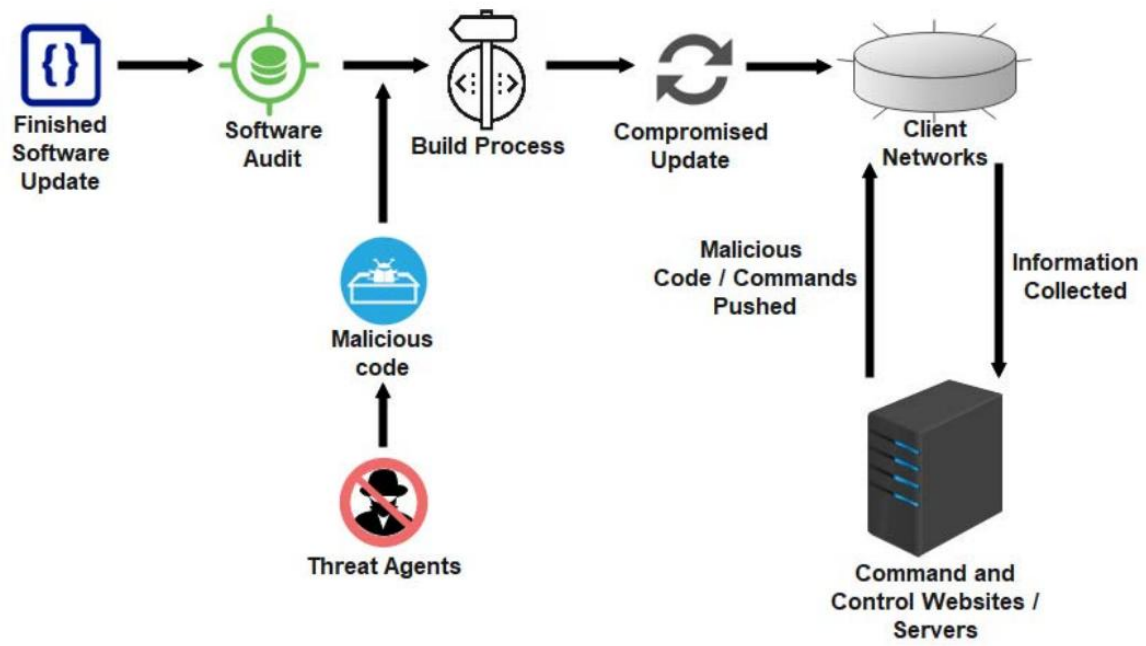 Finished
Software
Update
Software
Audit
Build Process
Compromised
Update
Client
Networks
Malicious
code
Threat Agents
Malicious
Code / Commands
Pushed
Information
Collected
Command and
Control Websites /
Servers